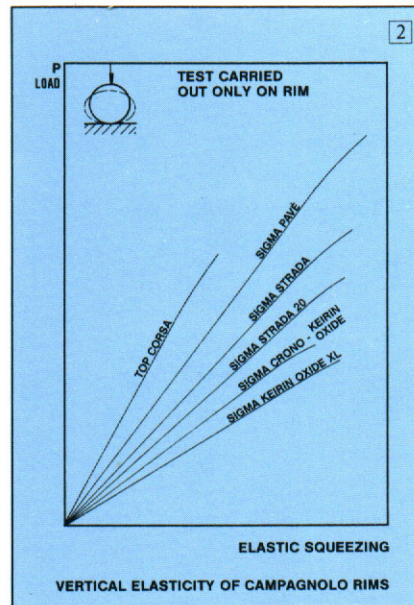 2
P
LOAD
TEST CARRIED
OUT ONLY ON RIM
SIGMA PAVÈ
SIGMA STRADA
TOP CORSA
SIGMA STRADA 20
SIGMA CRONO - KEIRIN
OXIDE
SIGMA KEIRIN OXIDE XL
ELASTIC SQUEEZING
VERTICAL ELASTICITY OF CAMPAGNOLO RIMS